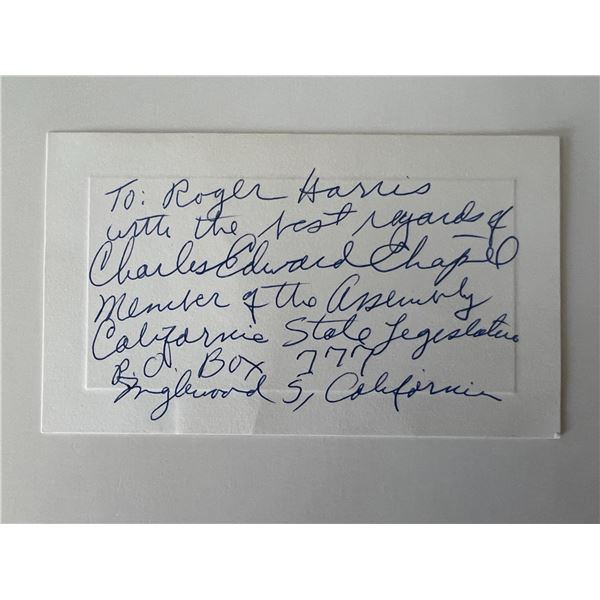 To: Roger Harris
with the best regards of
Charles Edward Chapel
Member of the Assembly
California State Legislature
P.O. Box 777
Inglewood 5, California